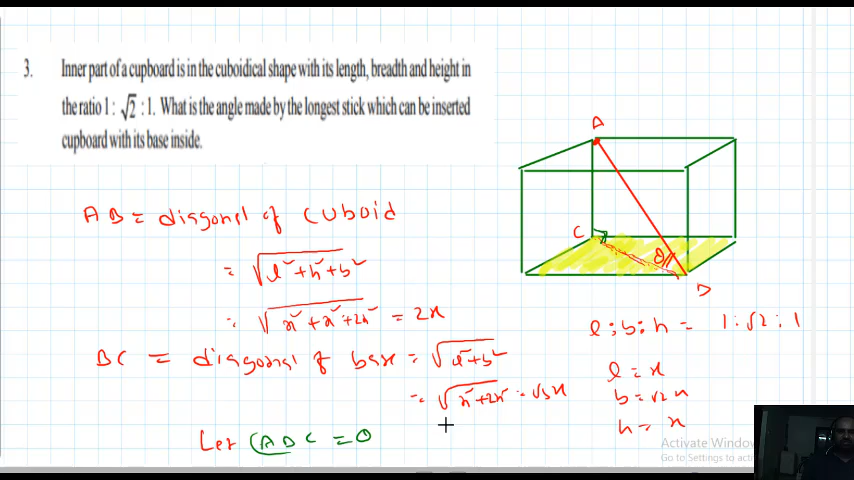 3. Inner part of a cupboard is in the cuboidical shape with its length, breadth and height in
the ratio 1 : √2 : 1. What is the angle made by the longest stick which can be inserted
cupboard with its base inside.
A
C
θ
B
AB = diagonal of cuboid
= √l²+h²+b²
= √x²+x²+2x² = 2x
BC = diagonal of base = √l²+b²
= √x²+2x² = √3x
Let ∠ABC = θ
l : b : h = 1 : √2 : 1
l = x
b = √2 x
h = x
Activate Window
Go to Settings to acti